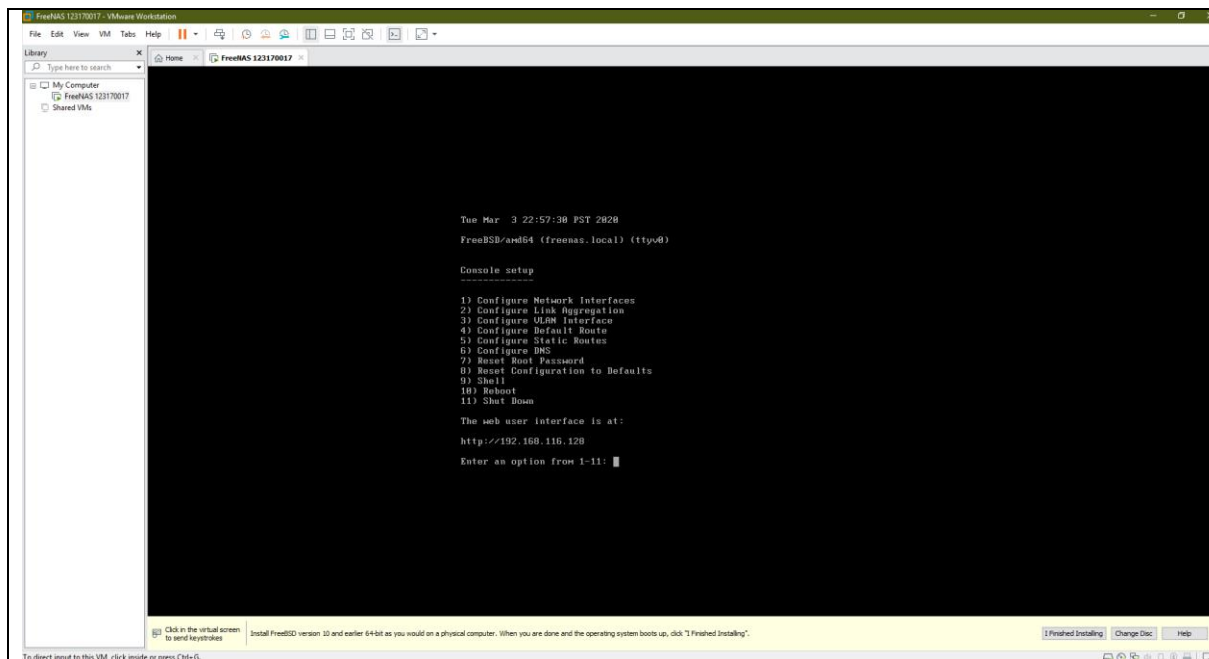 FreeNAS 123170017 - VMware Workstation
File Edit View VM Tabs Help
Library
Type here to search
My Computer
FreeNAS 123170017
Shared VMs
Home
FreeNAS 123170017
Tue Mar 3 22:57:30 PST 2020
FreeBSD/amd64 (freenas.local) (ttyv0)
Console setup
-------------
1) Configure Network Interfaces
2) Configure Link Aggregation
3) Configure VLAN Interface
4) Configure Default Route
5) Configure Static Routes
6) Configure DNS
7) Reset Root Password
8) Reset Configuration to Defaults
9) Shell
10) Reboot
11) Shut Down
The web user interface is at:
http://192.168.116.128
Enter an option from 1-11:
Click in the virtual screen
to send keystrokes
Install FreeBSD version 10 and earlier 64-bit as you would on a physical computer. When you are done and the operating system boots up, click "I Finished Installing".
I Finished Installing
Change Disc
Help
To direct input to this VM, click inside or press Ctrl+G.